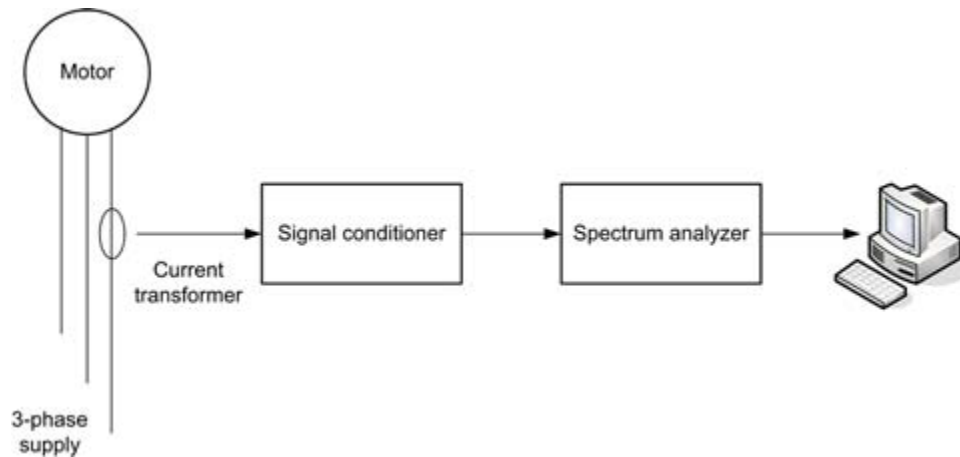 Motor
Signal conditioner
Spectrum analyzer
Current
transformer
3-phase
supply